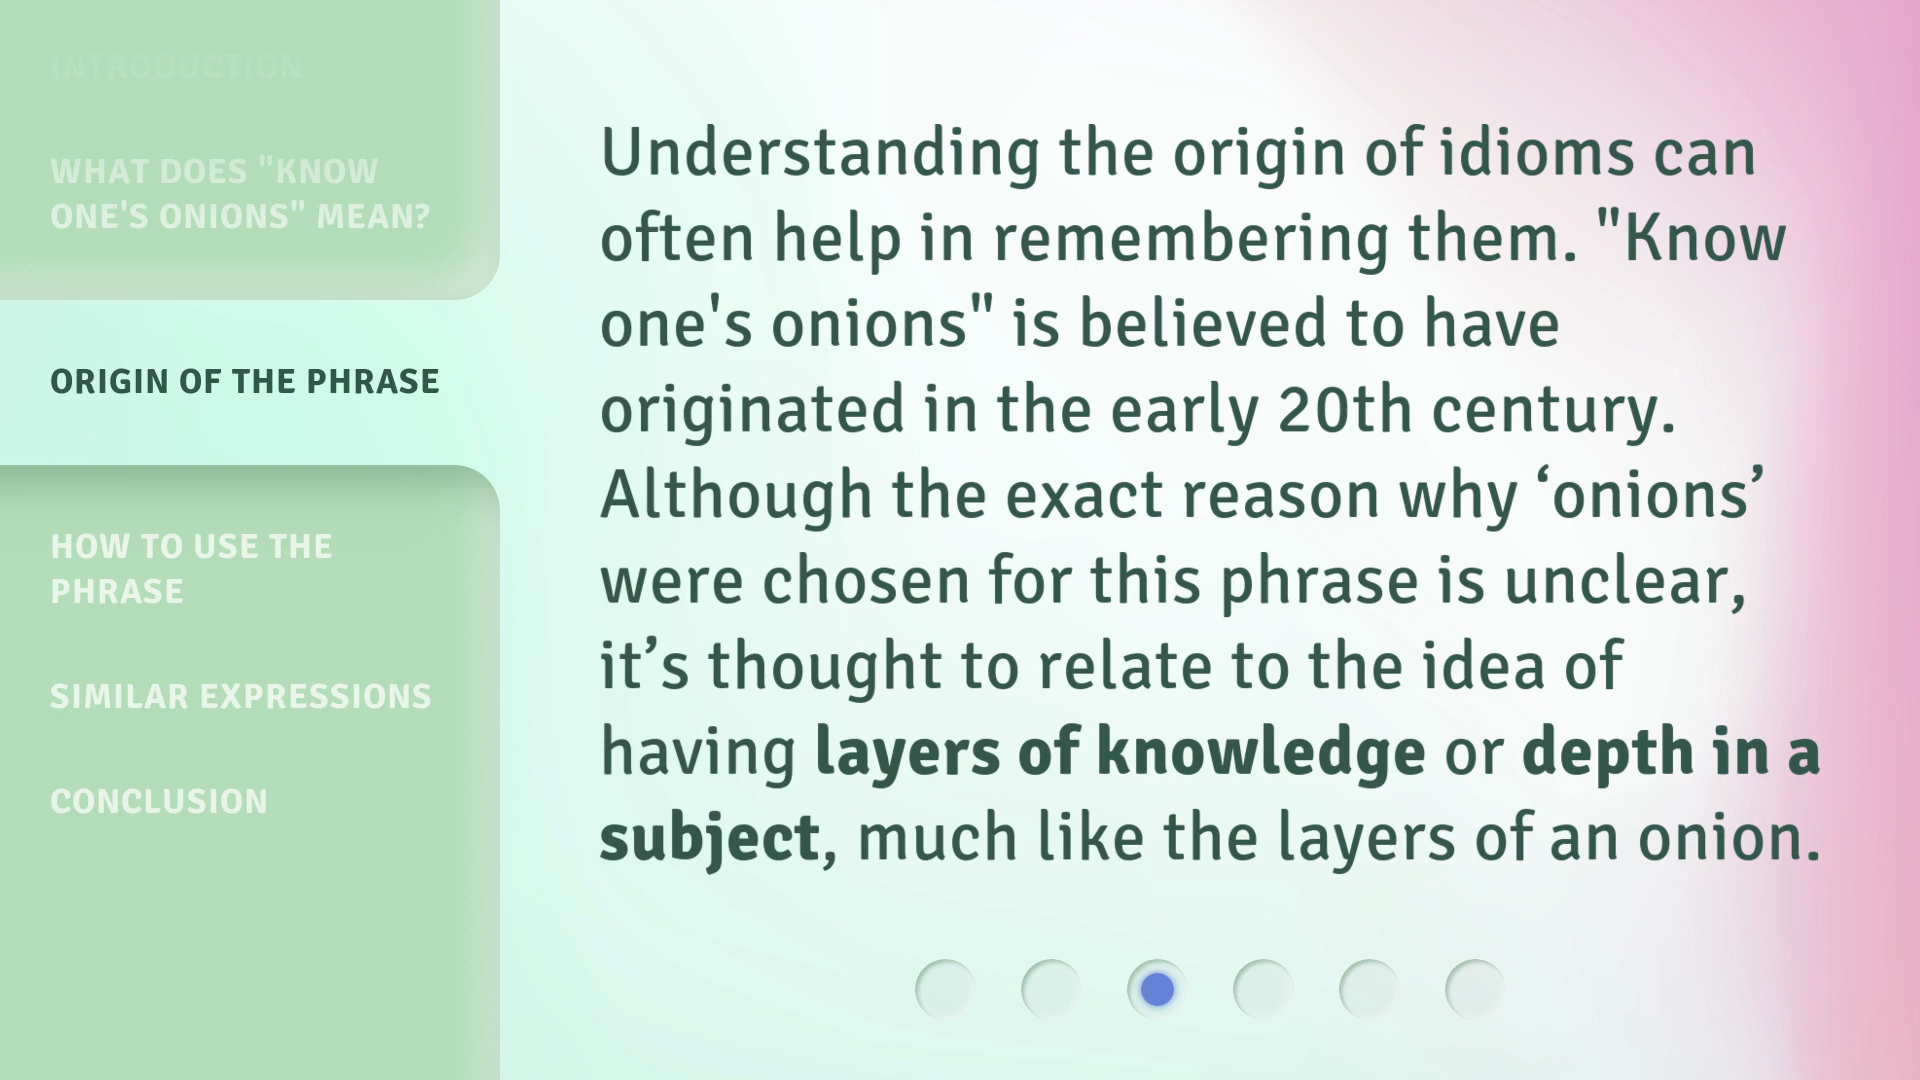 INTRODUCTION
WHAT DOES "KNOW
ONE'S ONIONS" MEAN?
ORIGIN OF THE PHRASE
HOW TO USE THE
PHRASE
SIMILAR EXPRESSIONS
CONCLUSION
Understanding the origin of idioms can
often help in remembering them. "Know
one's onions" is believed to have
originated in the early 20th century.
Although the exact reason why ‘onions’
were chosen for this phrase is unclear,
it’s thought to relate to the idea of
having layers of knowledge or depth in a
subject, much like the layers of an onion.